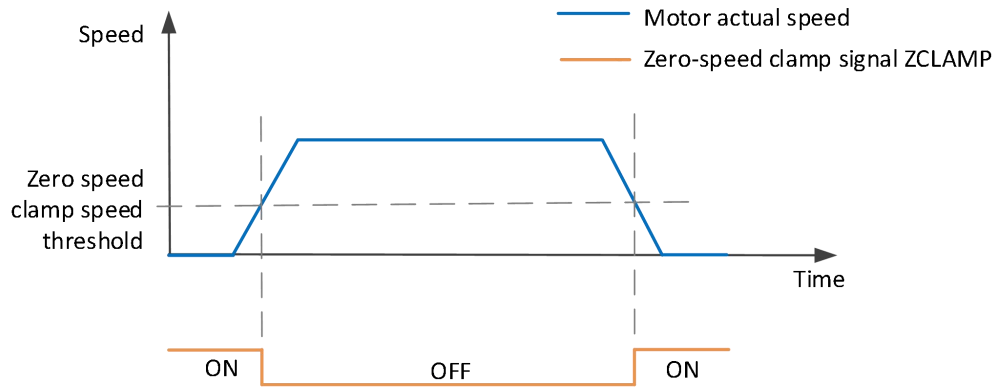 Speed
Motor actual speed
Zero-speed clamp signal ZCLAMP
Zero speed
clamp speed
threshold
Time
ON
OFF
ON